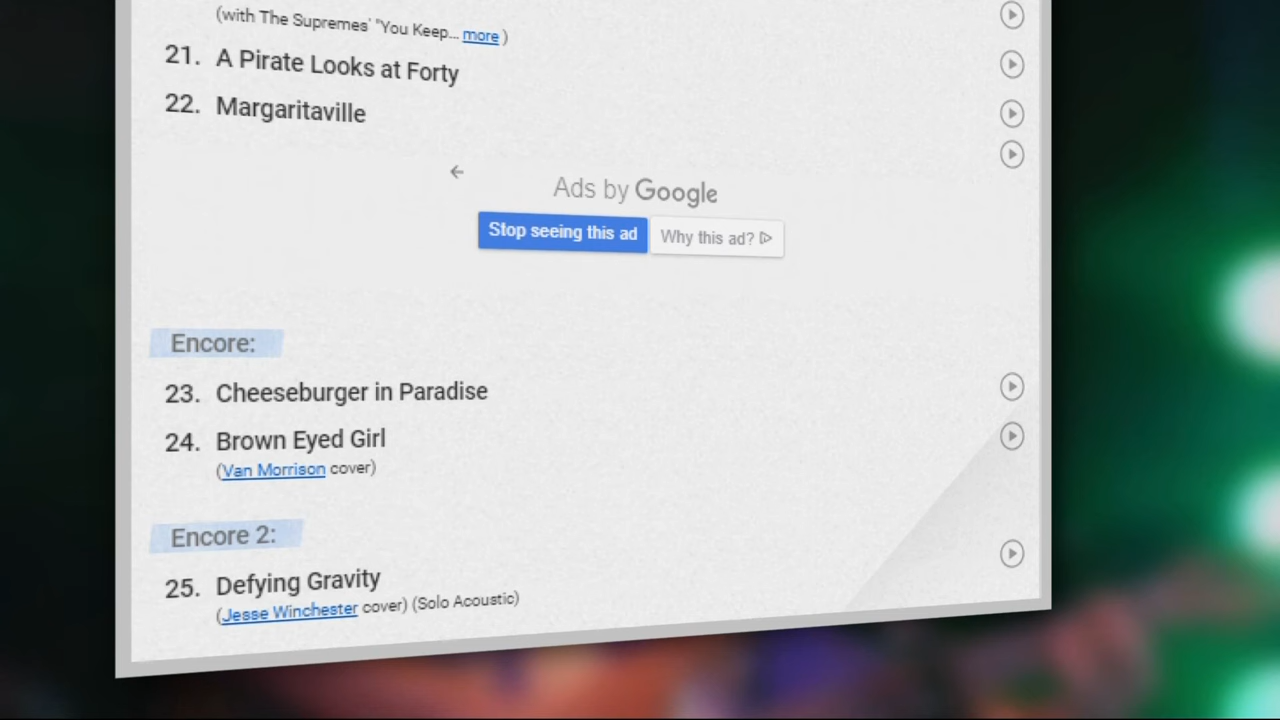 (with The Supremes' "You Keep... more )
21. A Pirate Looks at Forty
22. Margaritaville
Ads by Google
Stop seeing this ad
Why this ad?
Encore:
23. Cheeseburger in Paradise
24. Brown Eyed Girl
(Van Morrison cover)
Encore 2:
25. Defying Gravity
(Jesse Winchester cover) (Solo Acoustic)